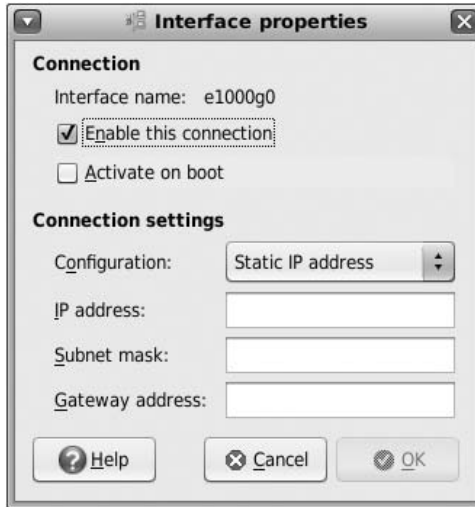 Interface properties
Connection
Interface name: e1000g0
Enable this connection
Activate on boot
Connection settings
Configuration: Static IP address
IP address:
Subnet mask:
Gateway address:
Help Cancel OK